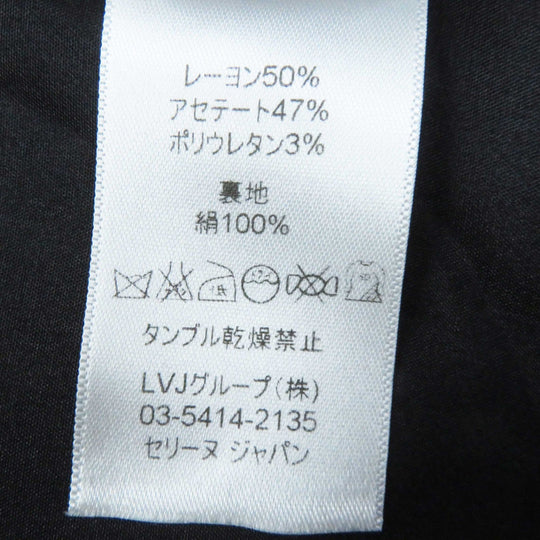 レーヨン50%
アセテート47%
ポリウレタン3%
裏地
絹100%
タンブル乾燥禁止
LVJグループ(株)
03-5414-2135
セリーヌ ジャパン